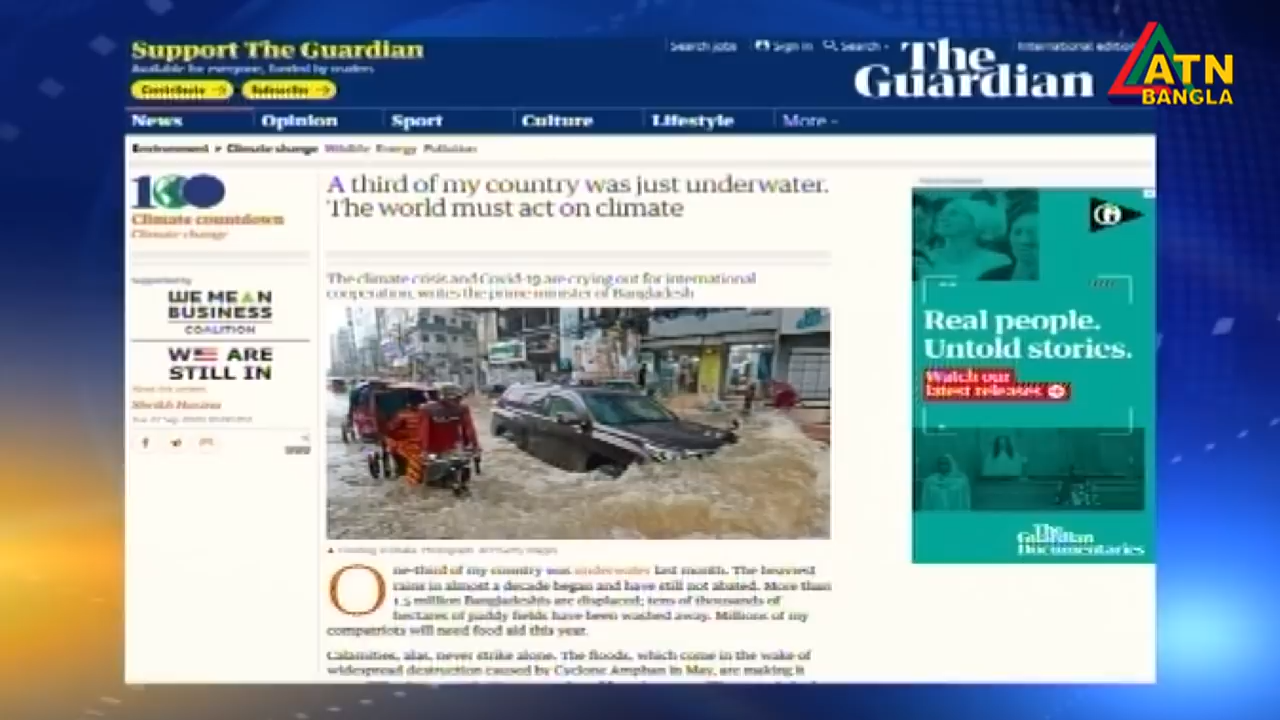 Support The Guardian
Available for everyone, funded by readers
Contribute →
Subscribe →
Search jobs
Sign in
Search
The Guardian
International edition
ATN
BANGLA
News
Opinion
Sport
Culture
Lifestyle
More
Environment ▸ Climate change Wildlife Energy Pollution
100
Climate countdown
Climate change
A third of my country was just underwater.
The world must act on climate
Supported by
WE MEAN
BUSINESS
COALITION
WE ARE
STILL IN
Sheikh Hasina
The climate crisis and Covid-19 are crying out for international
cooperation, writes the prime minister of Bangladesh
One-third of my country was underwater last month. The heaviest
rains in almost a decade began and have still not abated. More than
1.5 million Bangladeshis are displaced; tens of thousands of
hectares of paddy fields have been washed away. Millions of my
compatriots will need food aid this year.
Calamities, alas, never strike alone. The floods, which come in the wake of
widespread destruction caused by Cyclone Amphan in May, are making it
G
Real people.
Untold stories.
Watch our
latest releases
The
Guardian
Documentaries